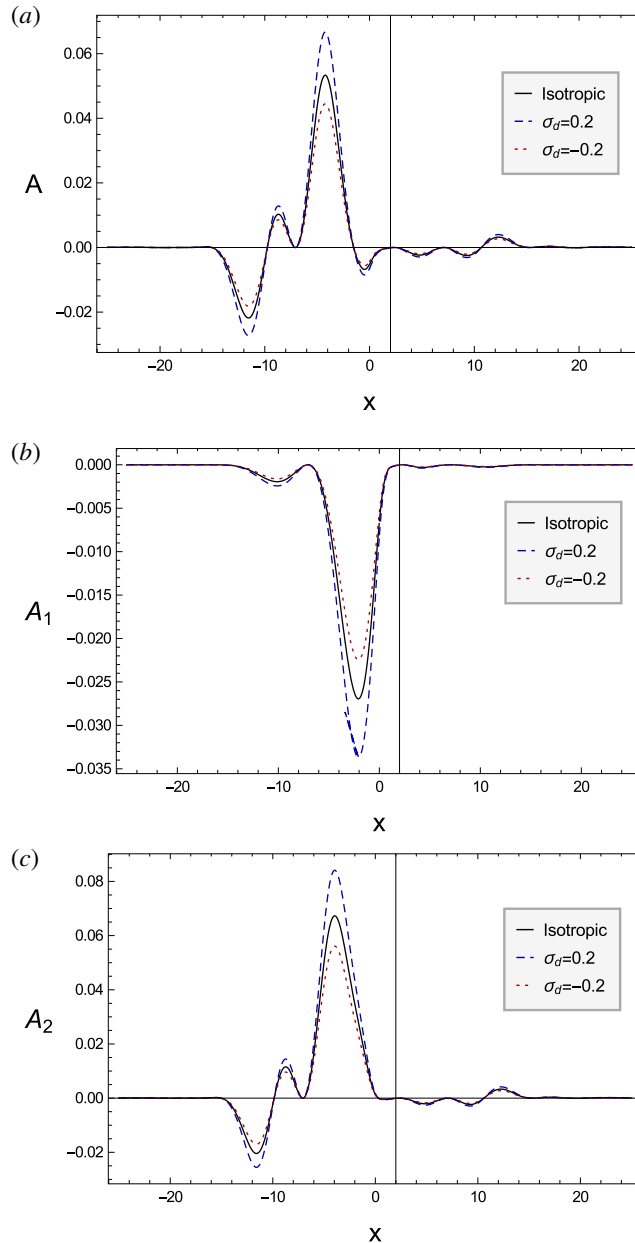 (a)
0.06
0.04
0.02
0.00
−0.02
A
Isotropic
σd=0.2
σd=−0.2
−20 −10 0 10 20
x
(b)
0.000
−0.005
−0.010
−0.015
−0.020
−0.025
−0.030
−0.035
A1
Isotropic
σd=0.2
σd=−0.2
−20 −10 0 10 20
x
(c)
0.08
0.06
0.04
0.02
0.00
−0.02
A2
Isotropic
σd=0.2
σd=−0.2
−20 −10 0 10 20
x